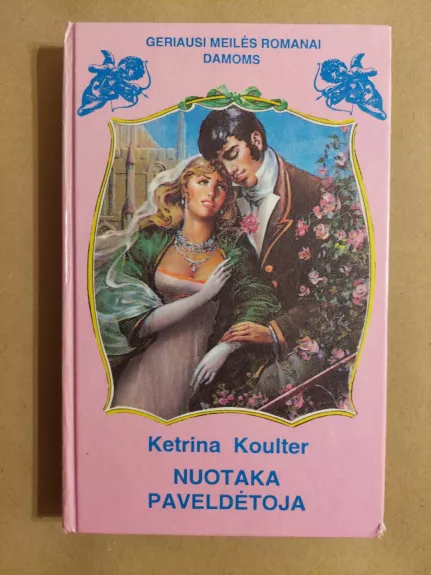 GERIAUSI MEILĖS ROMANAI
DAMOMS
Ketrina Koulter
NUOTAKA
PAVELDĖTOJA